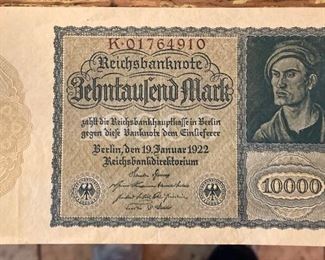 K·01764910
Reichsbanknote
Zehntausend Mark
zahlt die Reichsbankhauptkasse in Berlin
gegen diese Banknote dem Einlieferer
Berlin, den 19. Januar 1922
Reichsbankdirektorium
10000